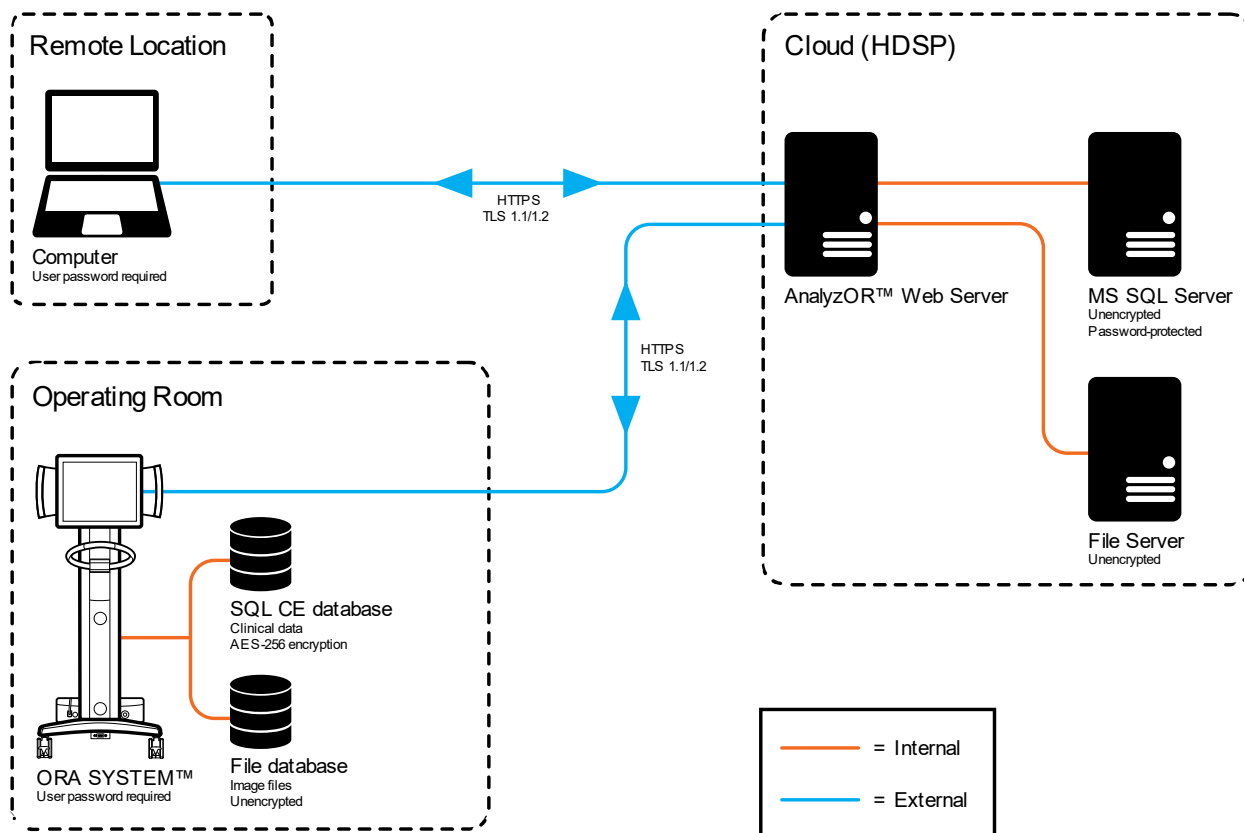 Remote Location
Computer
User password required
HTTPS
TLS 1.1/1.2
Cloud (HDSP)
AnalyzOR™ Web Server
MS SQL Server
Unencrypted
Password-protected
HTTPS
TLS 1.1/1.2
File Server
Unencrypted
Operating Room
SQL CE database
Clinical data
AES-256 encryption
ORA SYSTEM™
User password required
File database
Image files
Unencrypted
= Internal
= External